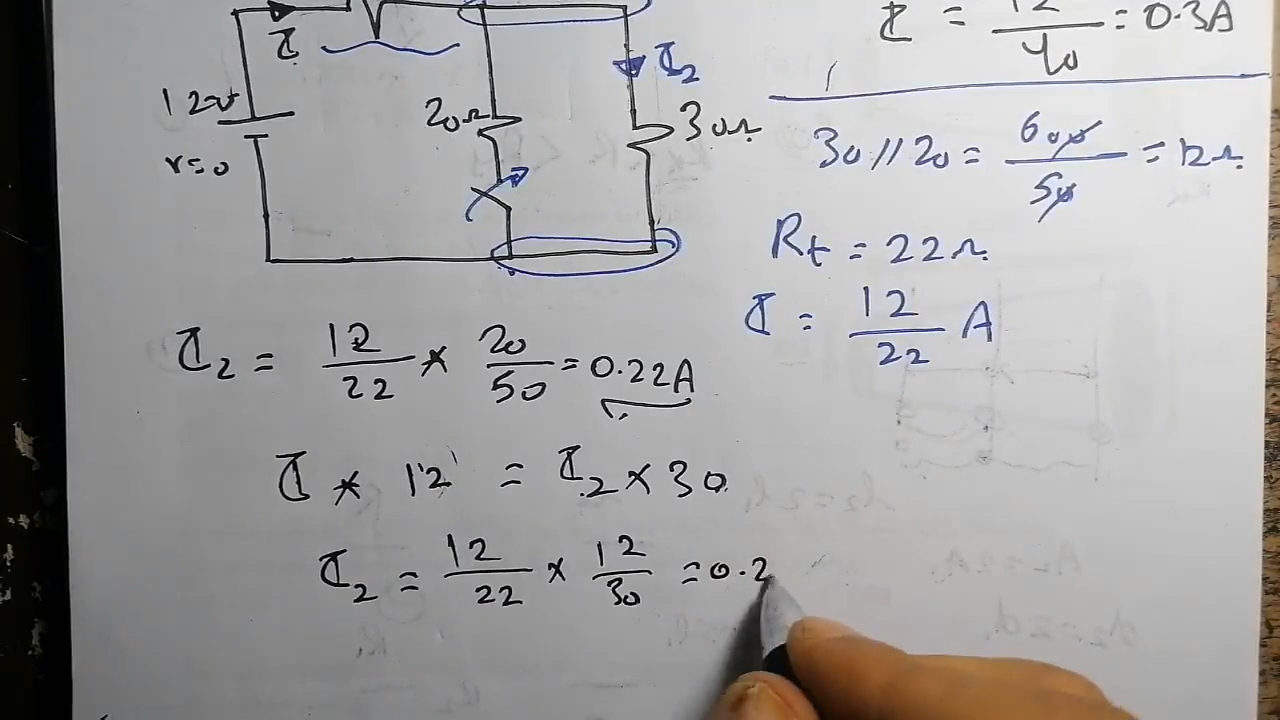 I = 12/40 = 0.3A
I
I₂
12v
r=0
20Ω
30Ω
30 // 20 = 600/50 = 12Ω
Rt = 22Ω
I = 12/22 A
I₂ = 12/22 * 20/50 = 0.22A
I * 12 = I₂ × 30
I₂ = 12/22 × 12/30 = 0.2